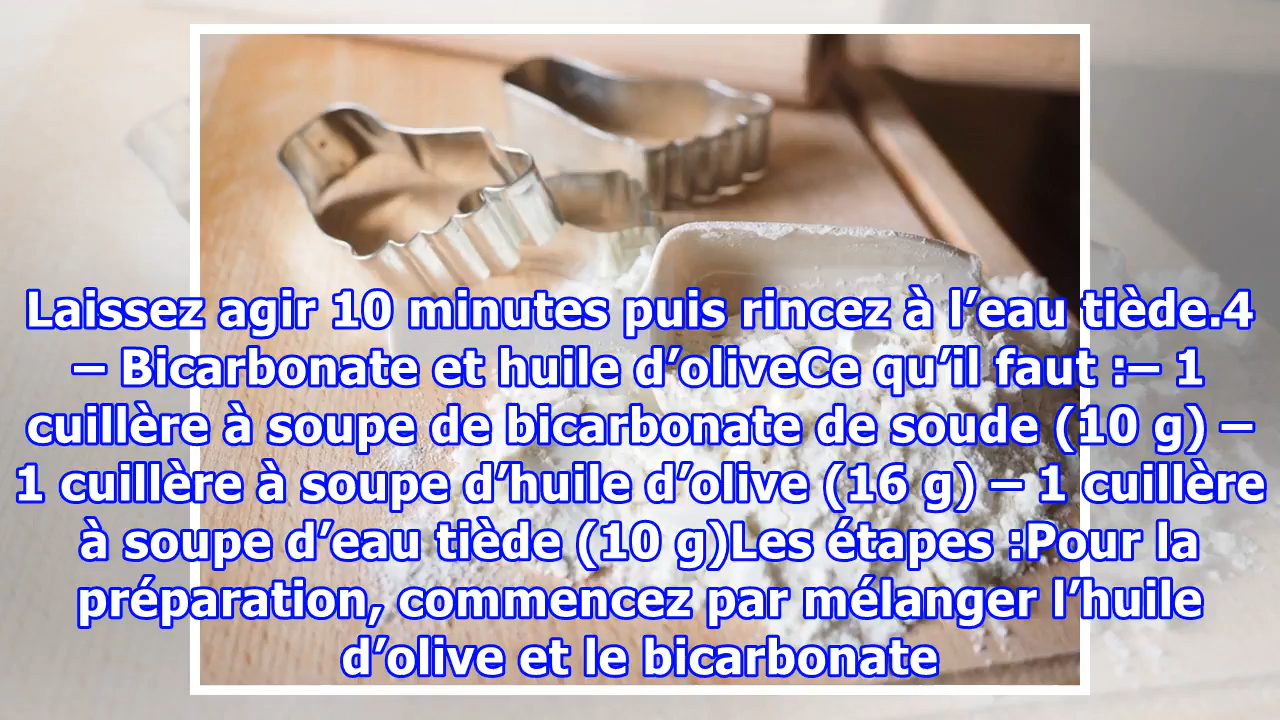 Laissez agir 10 minutes puis rincez à l’eau tiède.4
– Bicarbonate et huile d’oliveCe qu’il faut :– 1
cuillère à soupe de bicarbonate de soude (10 g) –
1 cuillère à soupe d’huile d’olive (16 g) – 1 cuillère
à soupe d’eau tiède (10 g)Les étapes :Pour la
préparation, commencez par mélanger l’huile
d’olive et le bicarbonate